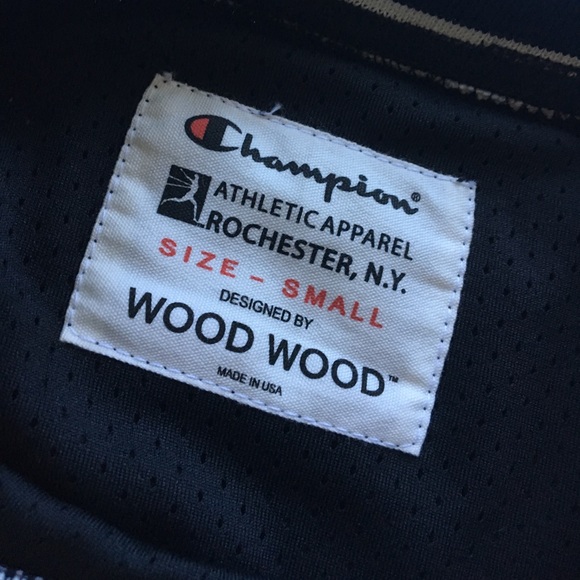 Champion®
ATHLETIC APPAREL
ROCHESTER, N.Y.
SIZE - SMALL
DESIGNED BY
WOOD WOOD™
MADE IN USA